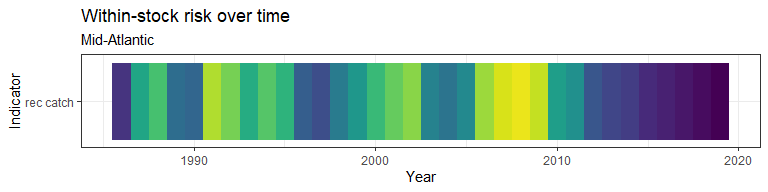 Within-stock risk over time
Mid-Atlantic
Indicator
rec catch
1990
2000
2010
2020
Year